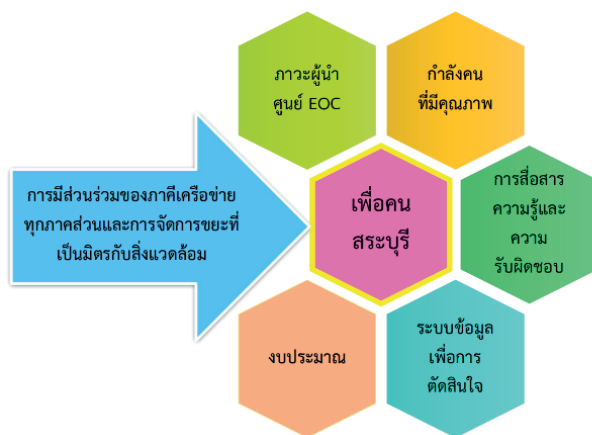 ภาวะผู้นำ
ศูนย์ EOC
กำลังคน
ที่มีคุณภาพ
การมีส่วนร่วมของภาคีเครือข่าย
ทุกภาคส่วนและการจัดการขยะที่
เป็นมิตรกับสิ่งแวดล้อม
เพื่อคน
สระบุรี
การสื่อสาร
ความรู้และ
ความ
รับผิดชอบ
งบประมาณ
ระบบข้อมูล
เพื่อการ
ตัดสินใจ